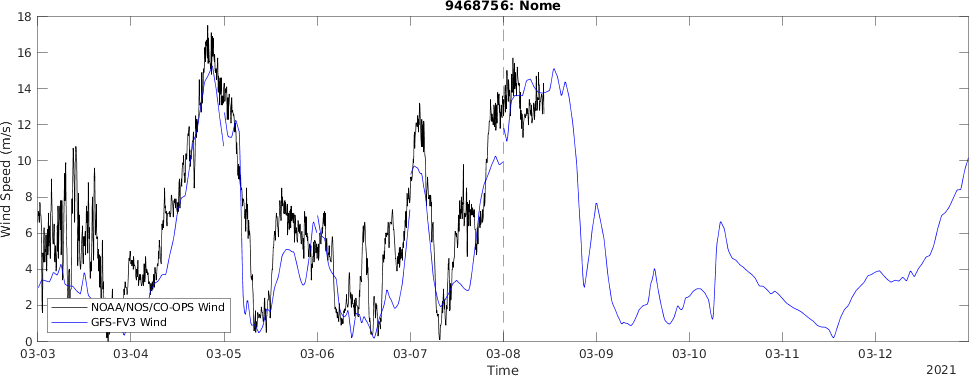 9468756: Nome
Wind Speed (m/s)
18
16
14
12
10
8
6
4
2
0
NOAA/NOS/CO-OPS Wind
GFS-FV3 Wind
03-03 03-04 03-05 03-06 03-07 03-08 03-09 03-10 03-11 03-12
Time
2021